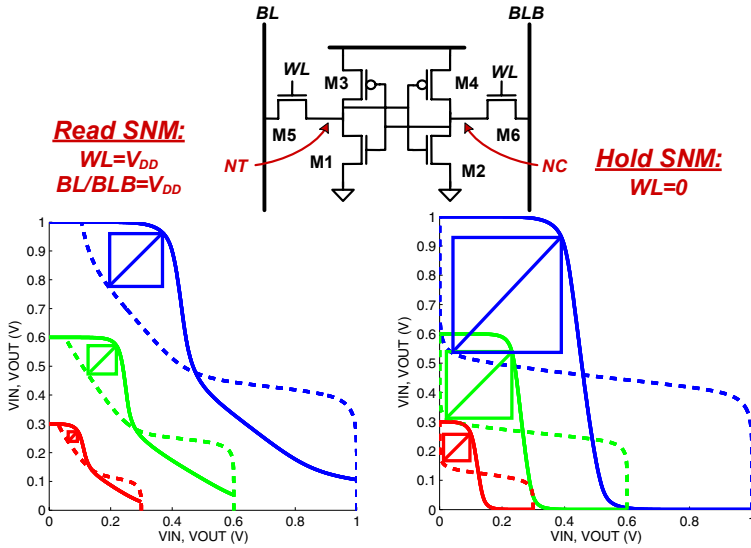 BL
BLB
WL
M3
M4
WL
Read SNM:
WL=VDD
BL/BLB=VDD
M5
NT
M1
M2
NC
M6
Hold SNM:
WL=0
1
0.9
0.8
0.7
0.6
0.5
0.4
0.3
0.2
0.1
0
VIN, VOUT (V)
0
0.2
0.4
0.6
0.8
1
VIN, VOUT (V)
1
0.9
0.8
0.7
0.6
0.5
0.4
0.3
0.2
0.1
0
VIN, VOUT (V)
0
0.2
0.4
0.6
0.8
1
VIN, VOUT (V)